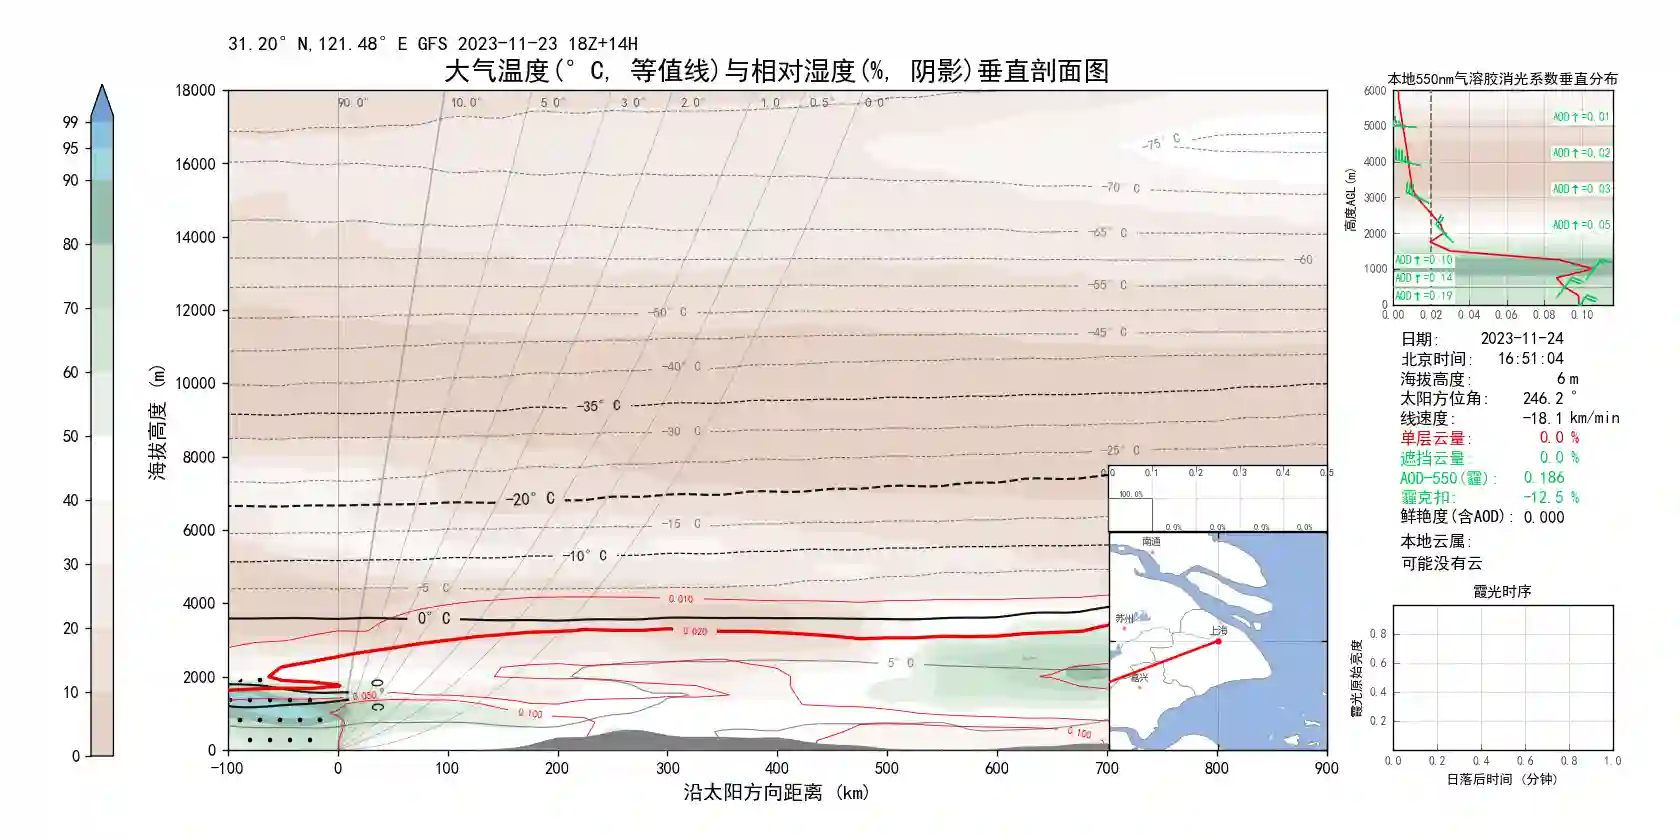 31.20° N,121.48° E GFS 2023-11-23 18Z+14H
大气温度(° C, 等值线)与相对湿度(%, 阴影)垂直剖面图
99
95
90
80
70
60
50
40
30
20
10
0
海拔高度 (m)
18000
16000
14000
12000
10000
8000
6000
4000
2000
0
90.0° 10.0° 5.0° 3.0° 2.0° 1.0 0.5° 0.0°
-75° C
-70° C
-65° C
-60
-55° C
-50° C
-45° C
-40° C
-35° C
-30° C
-25° C
-20° C
-15° C
-10° C
-5° C
0.010
0° C
0.020
5° C
0° C
0.050
0.100
0.100
-100 0 100 200 300 400 500 600 700 800 900
沿太阳方向距离 (km)
0.0 0.1 0.2 0.3 0.4 0.5
100.0%
0.0% 0.0% 0.0% 0.0%
南通
苏州
上海
嘉兴
本地550nm气溶胶消光系数垂直分布
高度AGL(m)
6000
5000
4000
3000
2000
1000
0
AOD↑=0.01
AOD↑=0.02
AOD↑=0.03
AOD↑=0.05
AOD↑=0.10
AOD↑=0.14
AOD↑=0.19
0.00 0.02 0.04 0.06 0.08 0.10
日期: 2023-11-24
北京时间: 16:51:04
海拔高度: 6 m
太阳方位角: 246.2 °
线速度: -18.1 km/min
单层云量: 0.0 %
遮挡云量: 0.0 %
AOD-550(霾): 0.186
霾克扣: -12.5 %
鲜艳度(含AOD): 0.000
本地云属:
可能没有云
霞光时序
霞光原始亮度
0.8
0.6
0.4
0.2
0.0 0.2 0.4 0.6 0.8 1.0
日落后时间 (分钟)